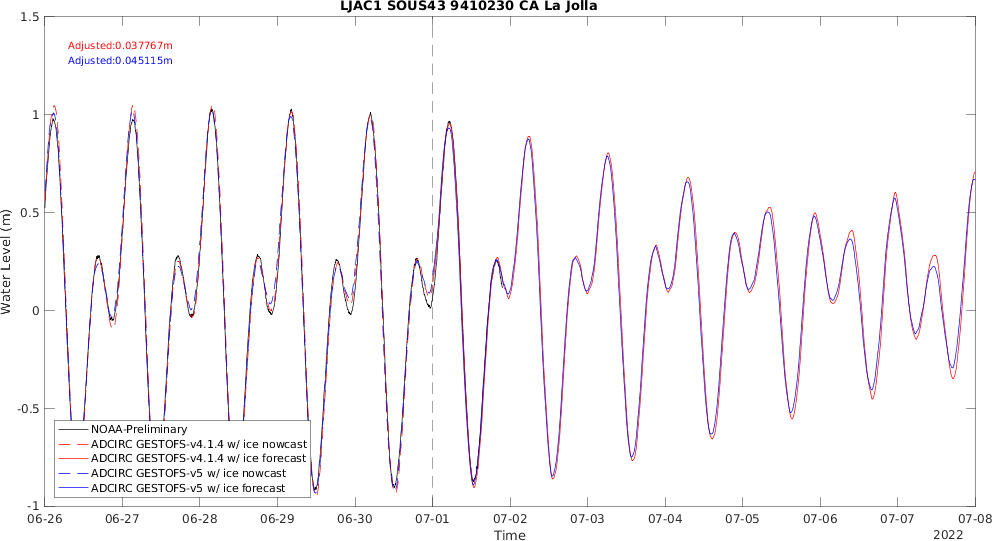 LJAC1 SOUS43 9410230 CA La Jolla
1.5
Adjusted:0.037767m
Adjusted:0.045115m
1
0.5
Water Level (m)
0
-0.5
NOAA-Preliminary
ADCIRC GESTOFS-v4.1.4 w/ ice nowcast
ADCIRC GESTOFS-v4.1.4 w/ ice forecast
ADCIRC GESTOFS-v5 w/ ice nowcast
ADCIRC GESTOFS-v5 w/ ice forecast
-1
06-26 06-27 06-28 06-29 06-30 07-01 07-02 07-03 07-04 07-05 07-06 07-07 07-08
Time
2022